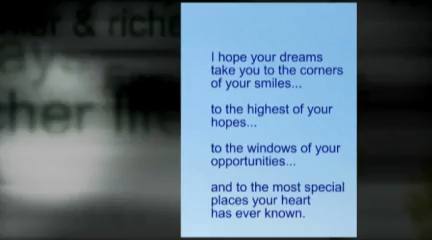 & riche
I hope your dreams
take you to the corners
of your smiles...
to the highest of your
hopes...
to the windows of your
opportunities...
and to the most special
places your heart
has ever known.